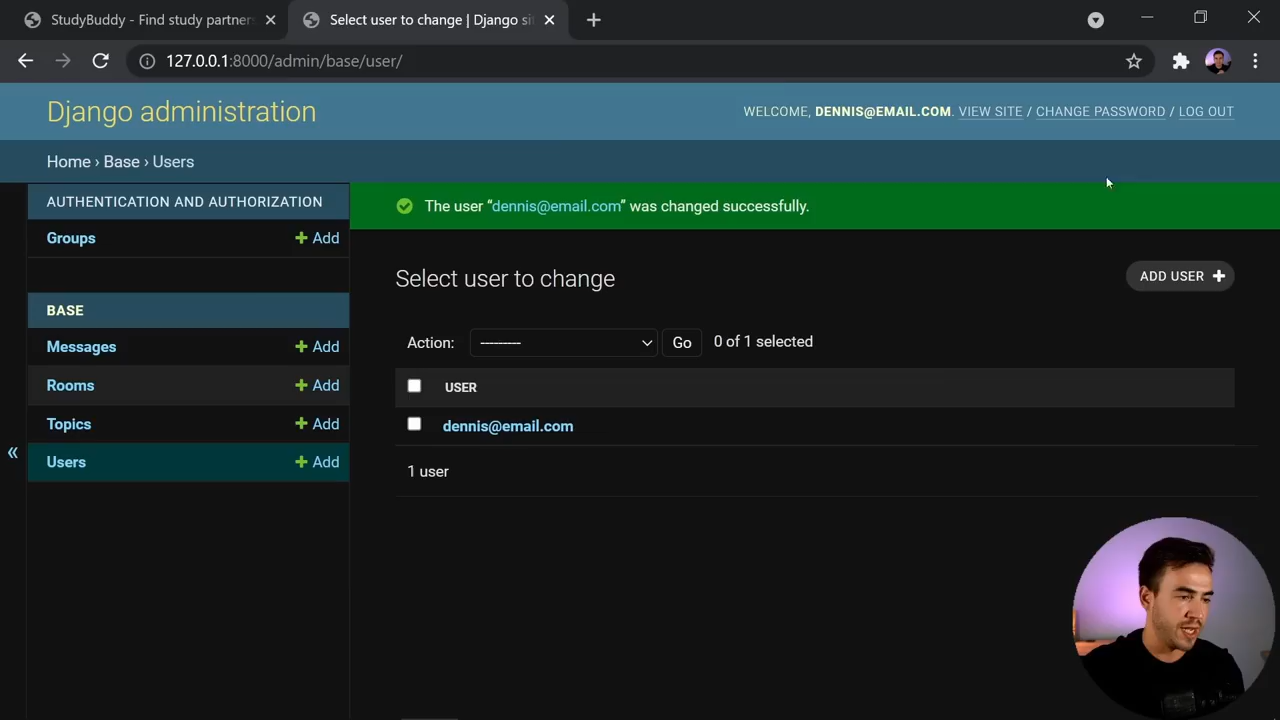 StudyBuddy - Find study partner
Select user to change | Django si
127.0.0.1:8000/admin/base/user/
Django administration
WELCOME, DENNIS@EMAIL.COM. VIEW SITE / CHANGE PASSWORD / LOG OUT
Home › Base › Users
AUTHENTICATION AND AUTHORIZATION
Groups
+ Add
BASE
Messages
+ Add
Rooms
+ Add
Topics
+ Add
Users
+ Add
«
The user “dennis@email.com” was changed successfully.
Select user to change
ADD USER +
Action: --------- Go 0 of 1 selected
USER
dennis@email.com
1 user